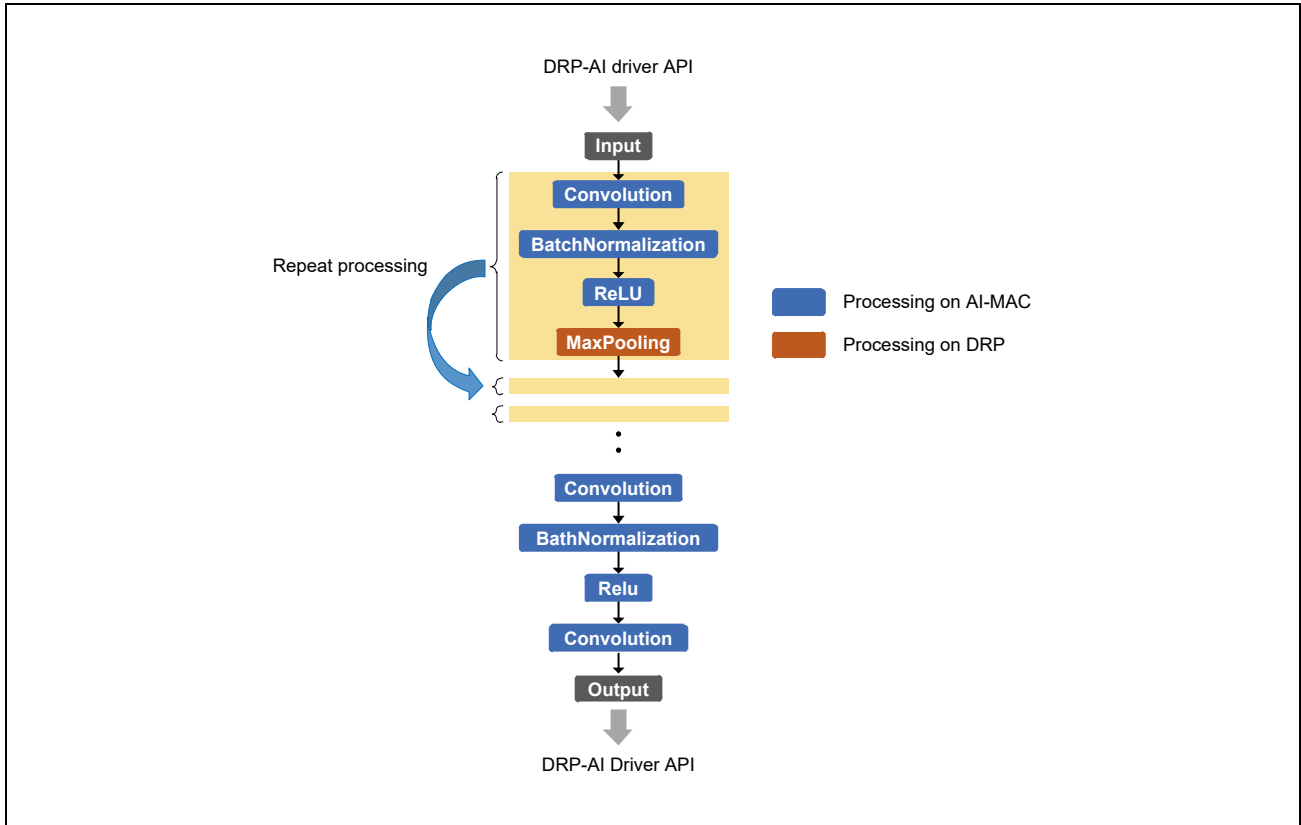 DRP-AI driver API
Input
Convolution
BatchNormalization
Repeat processing
ReLU
Processing on AI-MAC
MaxPooling
Processing on DRP
Convolution
BathNormalization
Relu
Convolution
Output
DRP-AI Driver API